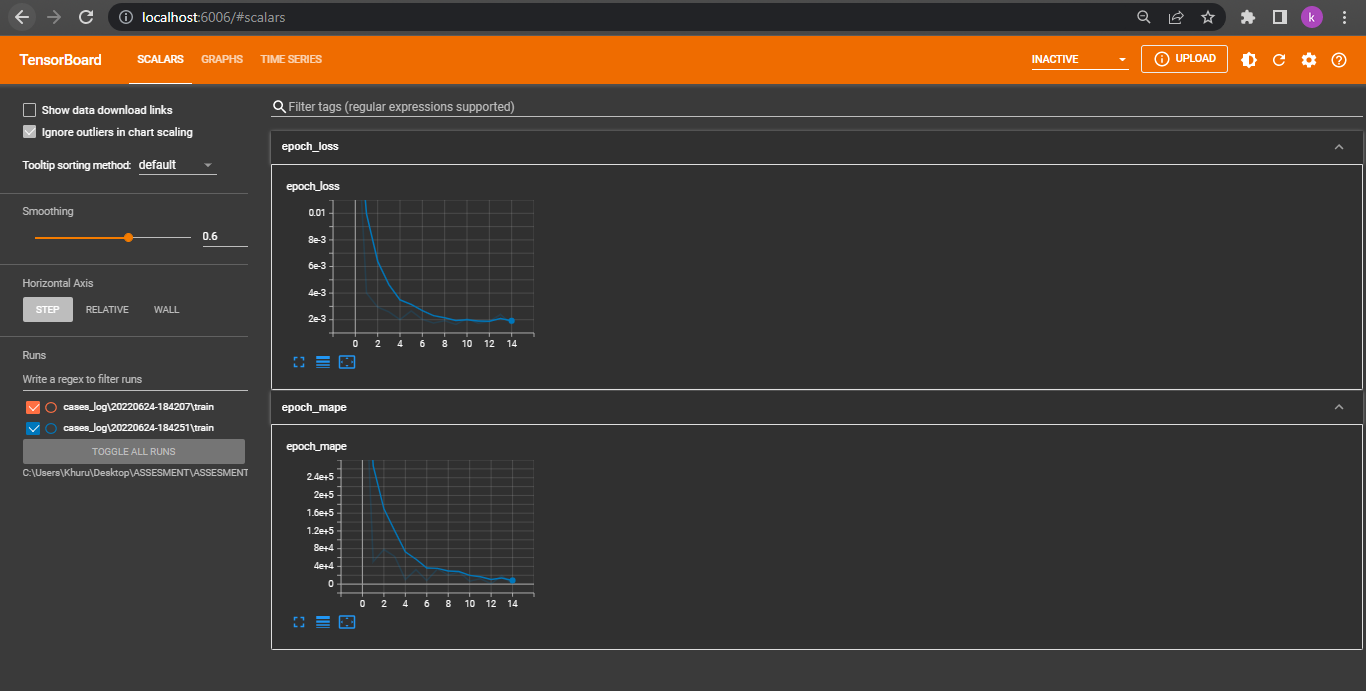 localhost:6006/#scalars
k
TensorBoard
SCALARS
GRAPHS
TIME SERIES
INACTIVE
UPLOAD
Show data download links
Ignore outliers in chart scaling
Tooltip sorting method: default
Smoothing
0.6
Horizontal Axis
STEP
RELATIVE
WALL
Runs
Write a regex to filter runs
cases_log\20220624-184207\train
cases_log\20220624-184251\train
TOGGLE ALL RUNS
C:\Users\Khuru\Desktop\ASSESMENT\ASSESMENT
Filter tags (regular expressions supported)
epoch_loss
epoch_loss
0.01
8e-3
6e-3
4e-3
2e-3
0 2 4 6 8 10 12 14
epoch_mape
epoch_mape
2.4e+5
2e+5
1.6e+5
1.2e+5
8e+4
4e+4
0
0 2 4 6 8 10 12 14